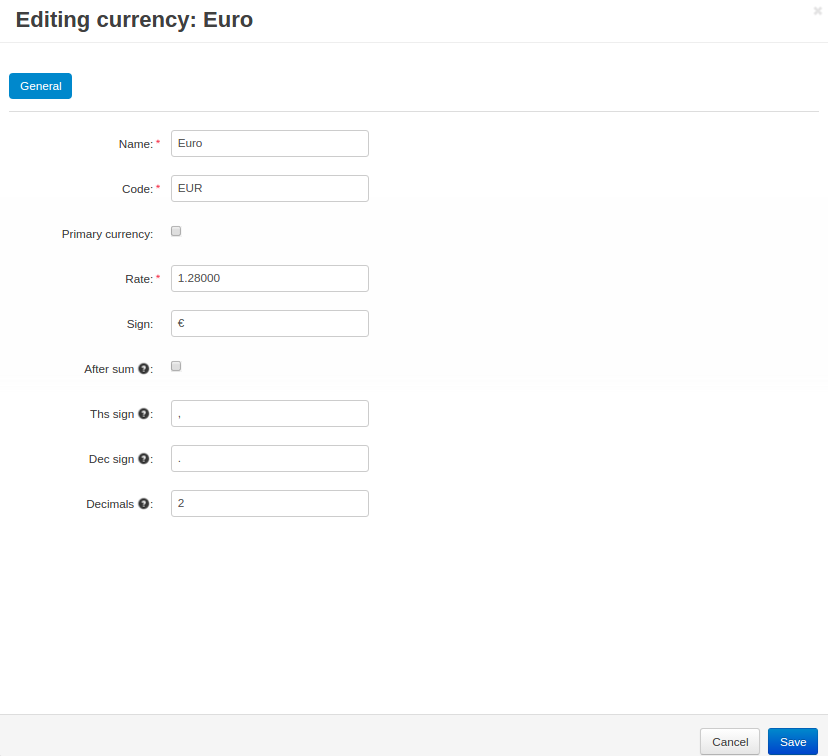 Editing currency: Euro
×
General
Name: *
Euro
Code: *
EUR
Primary currency:
Rate: *
1.28000
Sign:
€
After sum ?:
Ths sign ?:
,
Dec sign ?:
.
Decimals ?:
2
Cancel
Save